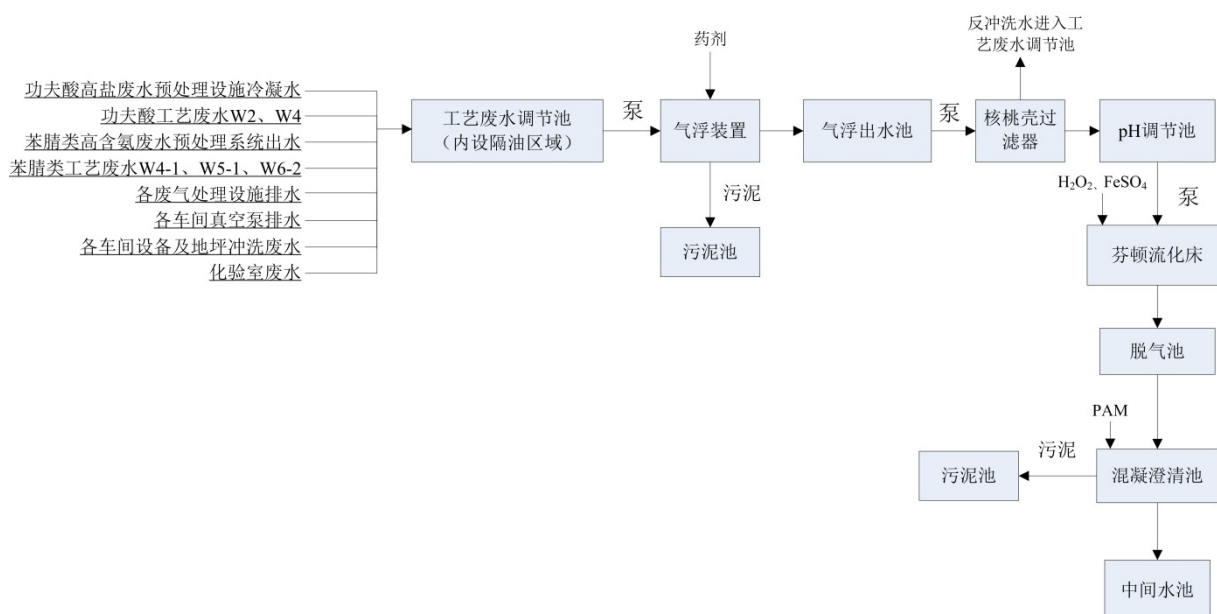 反冲洗水进入工
艺废水调节池
药剂
功夫酸高盐废水预处理设施冷凝水
功夫酸工艺废水W2、W4
苯腈类高含氨废水预处理系统出水
苯腈类工艺废水W4-1、W5-1、W6-2
各废气处理设施排水
各车间真空泵排水
各车间设备及地坪冲洗废水
化验室废水
工艺废水调节池
（内设隔油区域）
泵
气浮装置
气浮出水池
泵
核桃壳过
滤器
pH调节池
污泥
污泥池
H₂O₂、FeSO₄
泵
芬顿流化床
脱气池
PAM
污泥
污泥池
混凝澄清池
中间水池